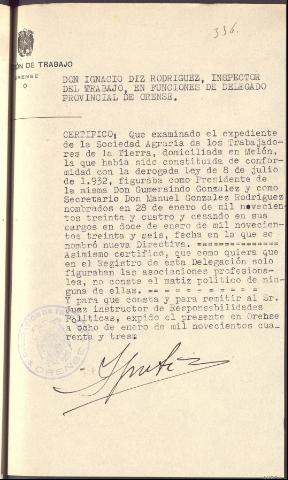 336.
ÓN DE TRABAJO
ORENSE
DON IGNACIO DIZ RODRIGUEZ, INSPECTOR
DEL TRABAJO, EN FUNCIONES DE DELEGADO
PROVINCIAL DE ORENSE.
CERTIFICO: Que examinado el expediente
de la Sociedad Agraria de los Trabajado-
res de la Tierra, domiciliada en Melón,
la que había sido constituida de confor-
midad con la derogada Ley de 8 de julio
de 1.932, figuraba como Presidente de
la misma Don Gumersindo Gonzalez y como
Secretario Don Manuel Gonzalez Rodriguez
nombrados en 28 de enero de mil novecien
tos treinta y cuatro y cesando en sus
cargos en doce de enero de mil novecien-
tos treinta y seis, fecha en la que se
nombró nueva Directiva. ==============
Asimismo certifico, que como quiera que
en el Registro de esta Delegación solo
figuraban las asociaciones profesiona-
les, no consta el matiz político de nin-
guna de ellas. == = = = = = = = =
Y para que consta y para remitir al Sr.
Juez instructor de Responsbilidades
Políticas, expido el presente en Orense
a ocho de enero de mil novecientos cua-
renta y tres=
ORENSE